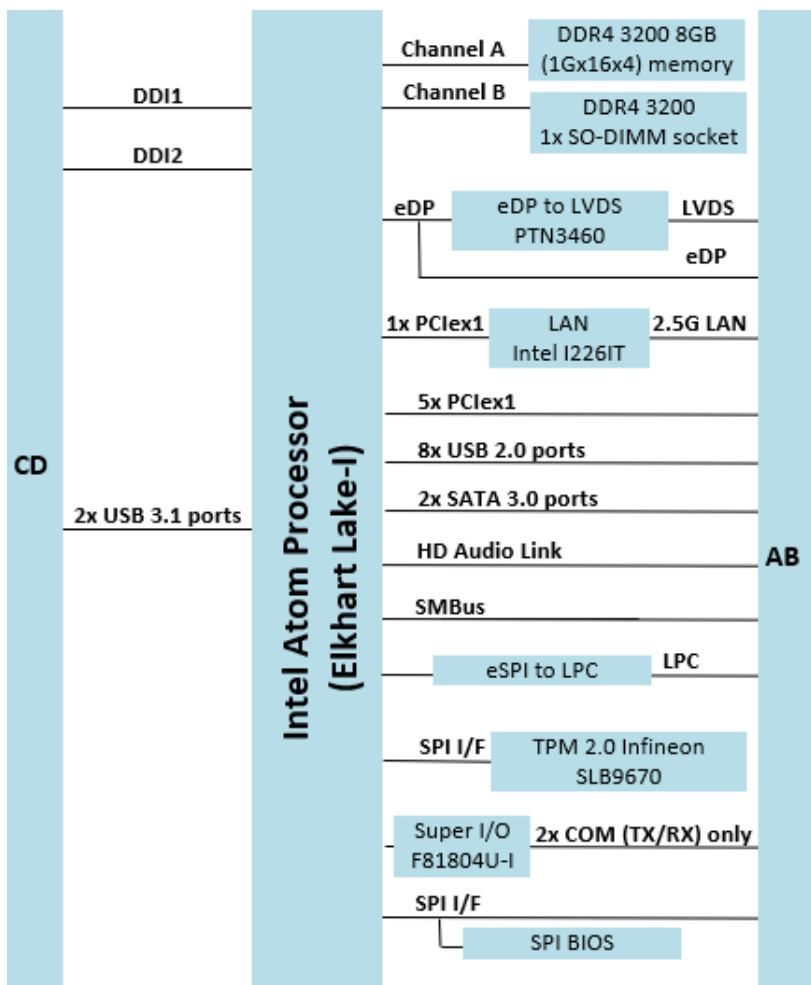 CD
DDI1
DDI2
2x USB 3.1 ports
Intel Atom Processor
(Elkhart Lake-I)
Channel A
DDR4 3200 8GB
(1Gx16x4) memory
Channel B
DDR4 3200
1x SO-DIMM socket
eDP
eDP to LVDS
PTN3460
LVDS
eDP
1x PCIex1
LAN
Intel I226IT
2.5G LAN
5x PCIex1
8x USB 2.0 ports
2x SATA 3.0 ports
HD Audio Link
SMBus
eSPI to LPC
LPC
SPI I/F
TPM 2.0 Infineon
SLB9670
Super I/O
F81804U-I
2x COM (TX/RX) only
SPI I/F
SPI BIOS
AB